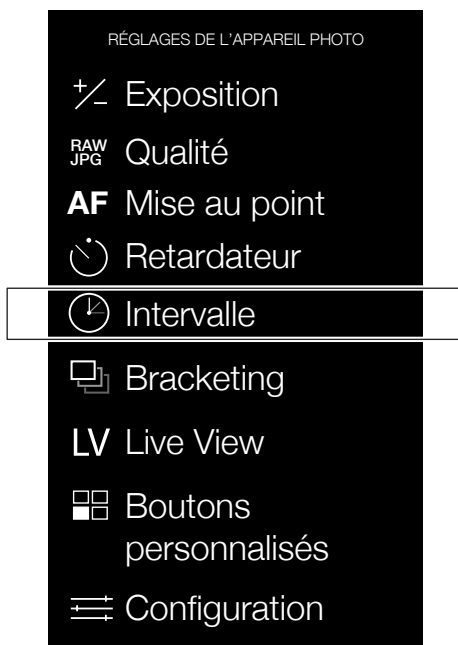 RÉGLAGES DE L’APPAREIL PHOTO
+/– Exposition
RAW
JPG Qualité
AF Mise au point
Retardateur
Intervalle
Bracketing
LV Live View
Boutons
personnalisés
Configuration